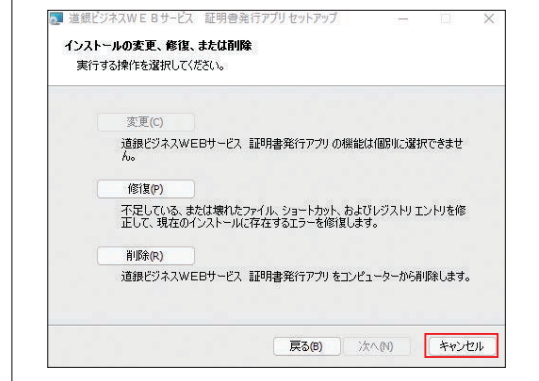 道銀ビジネスWEBサービス 証明書発行アプリ セットアップ
インストールの変更、修復、または削除
実行する操作を選択してください。
変更(C)
道銀ビジネスWEBサービス 証明書発行アプリ の機能は個別に選択できませ
ん。
修復(P)
不足している、または壊れたファイル、ショートカット、およびレジストリ エントリを修
正して、現在のインストールに存在するエラーを修復します。
削除(R)
道銀ビジネスWEBサービス 証明書発行アプリ をコンピューターから削除します。
戻る(B) 次へ(N) キャンセル